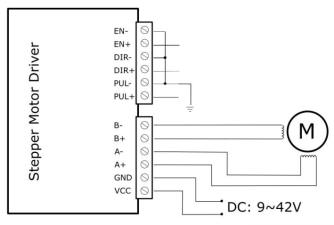 Stepper Motor Driver
EN-
EN+
DIR-
DIR+
PUL-
PUL+
B-
B+
A-
A+
GND
VCC
M
DC: 9~42V